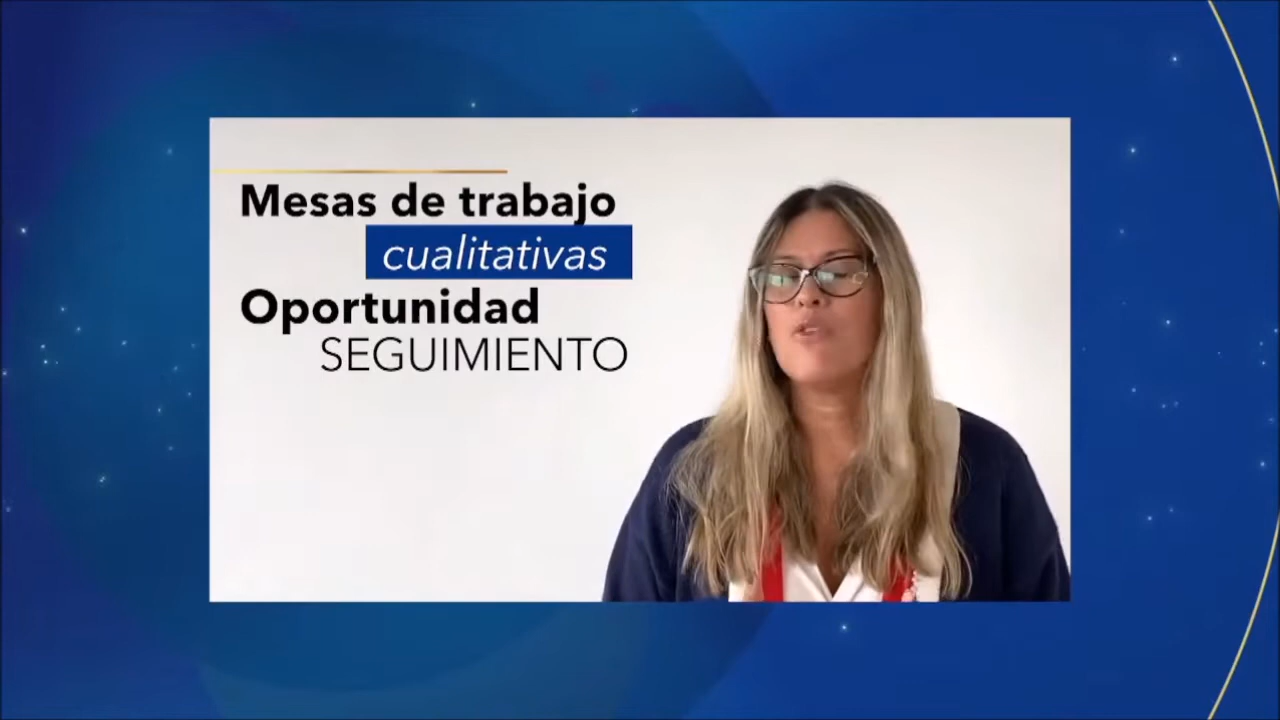 Mesas de trabajo
cualitativas
Oportunidad
SEGUIMIENTO